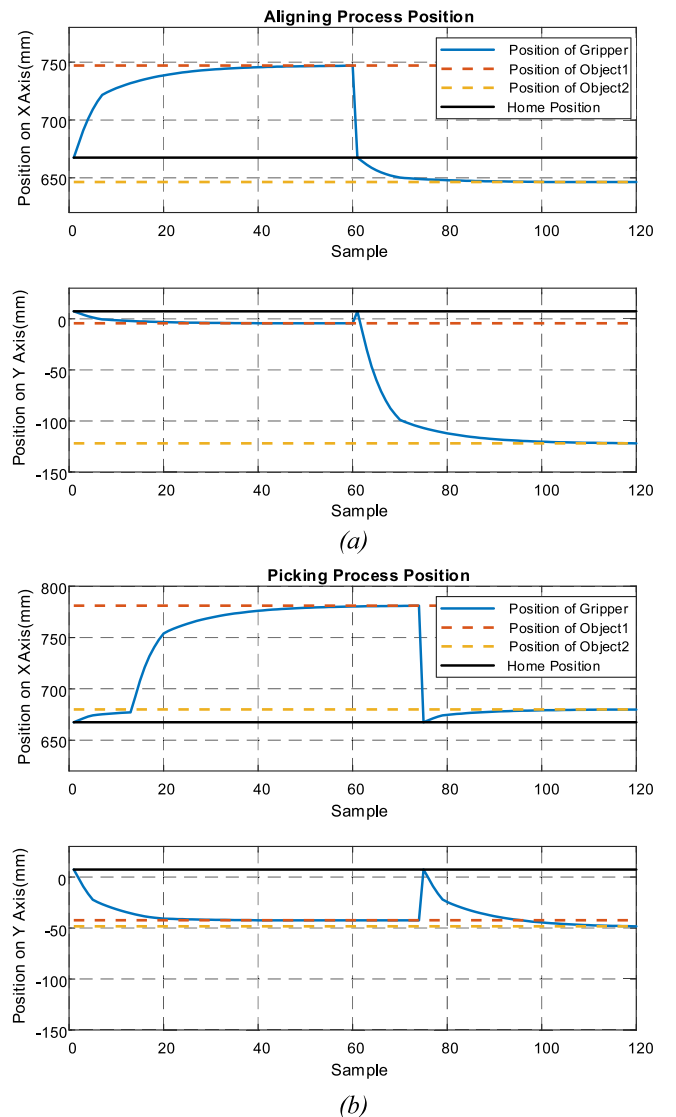 Aligning Process Position
Position on X Axis(mm)
750
700
650
0 20 40 60 80 100 120
Sample
Position of Gripper
Position of Object1
Position of Object2
Home Position
Position on Y Axis(mm)
0
-50
-100
-150
0 20 40 60 80 100 120
Sample
(a)
Picking Process Position
Position on X Axis(mm)
800
750
700
650
0 20 40 60 80 100 120
Sample
Position of Gripper
Position of Object1
Position of Object2
Home Position
Position on Y Axis(mm)
0
-50
-100
-150
0 20 40 60 80 100 120
Sample
(b)